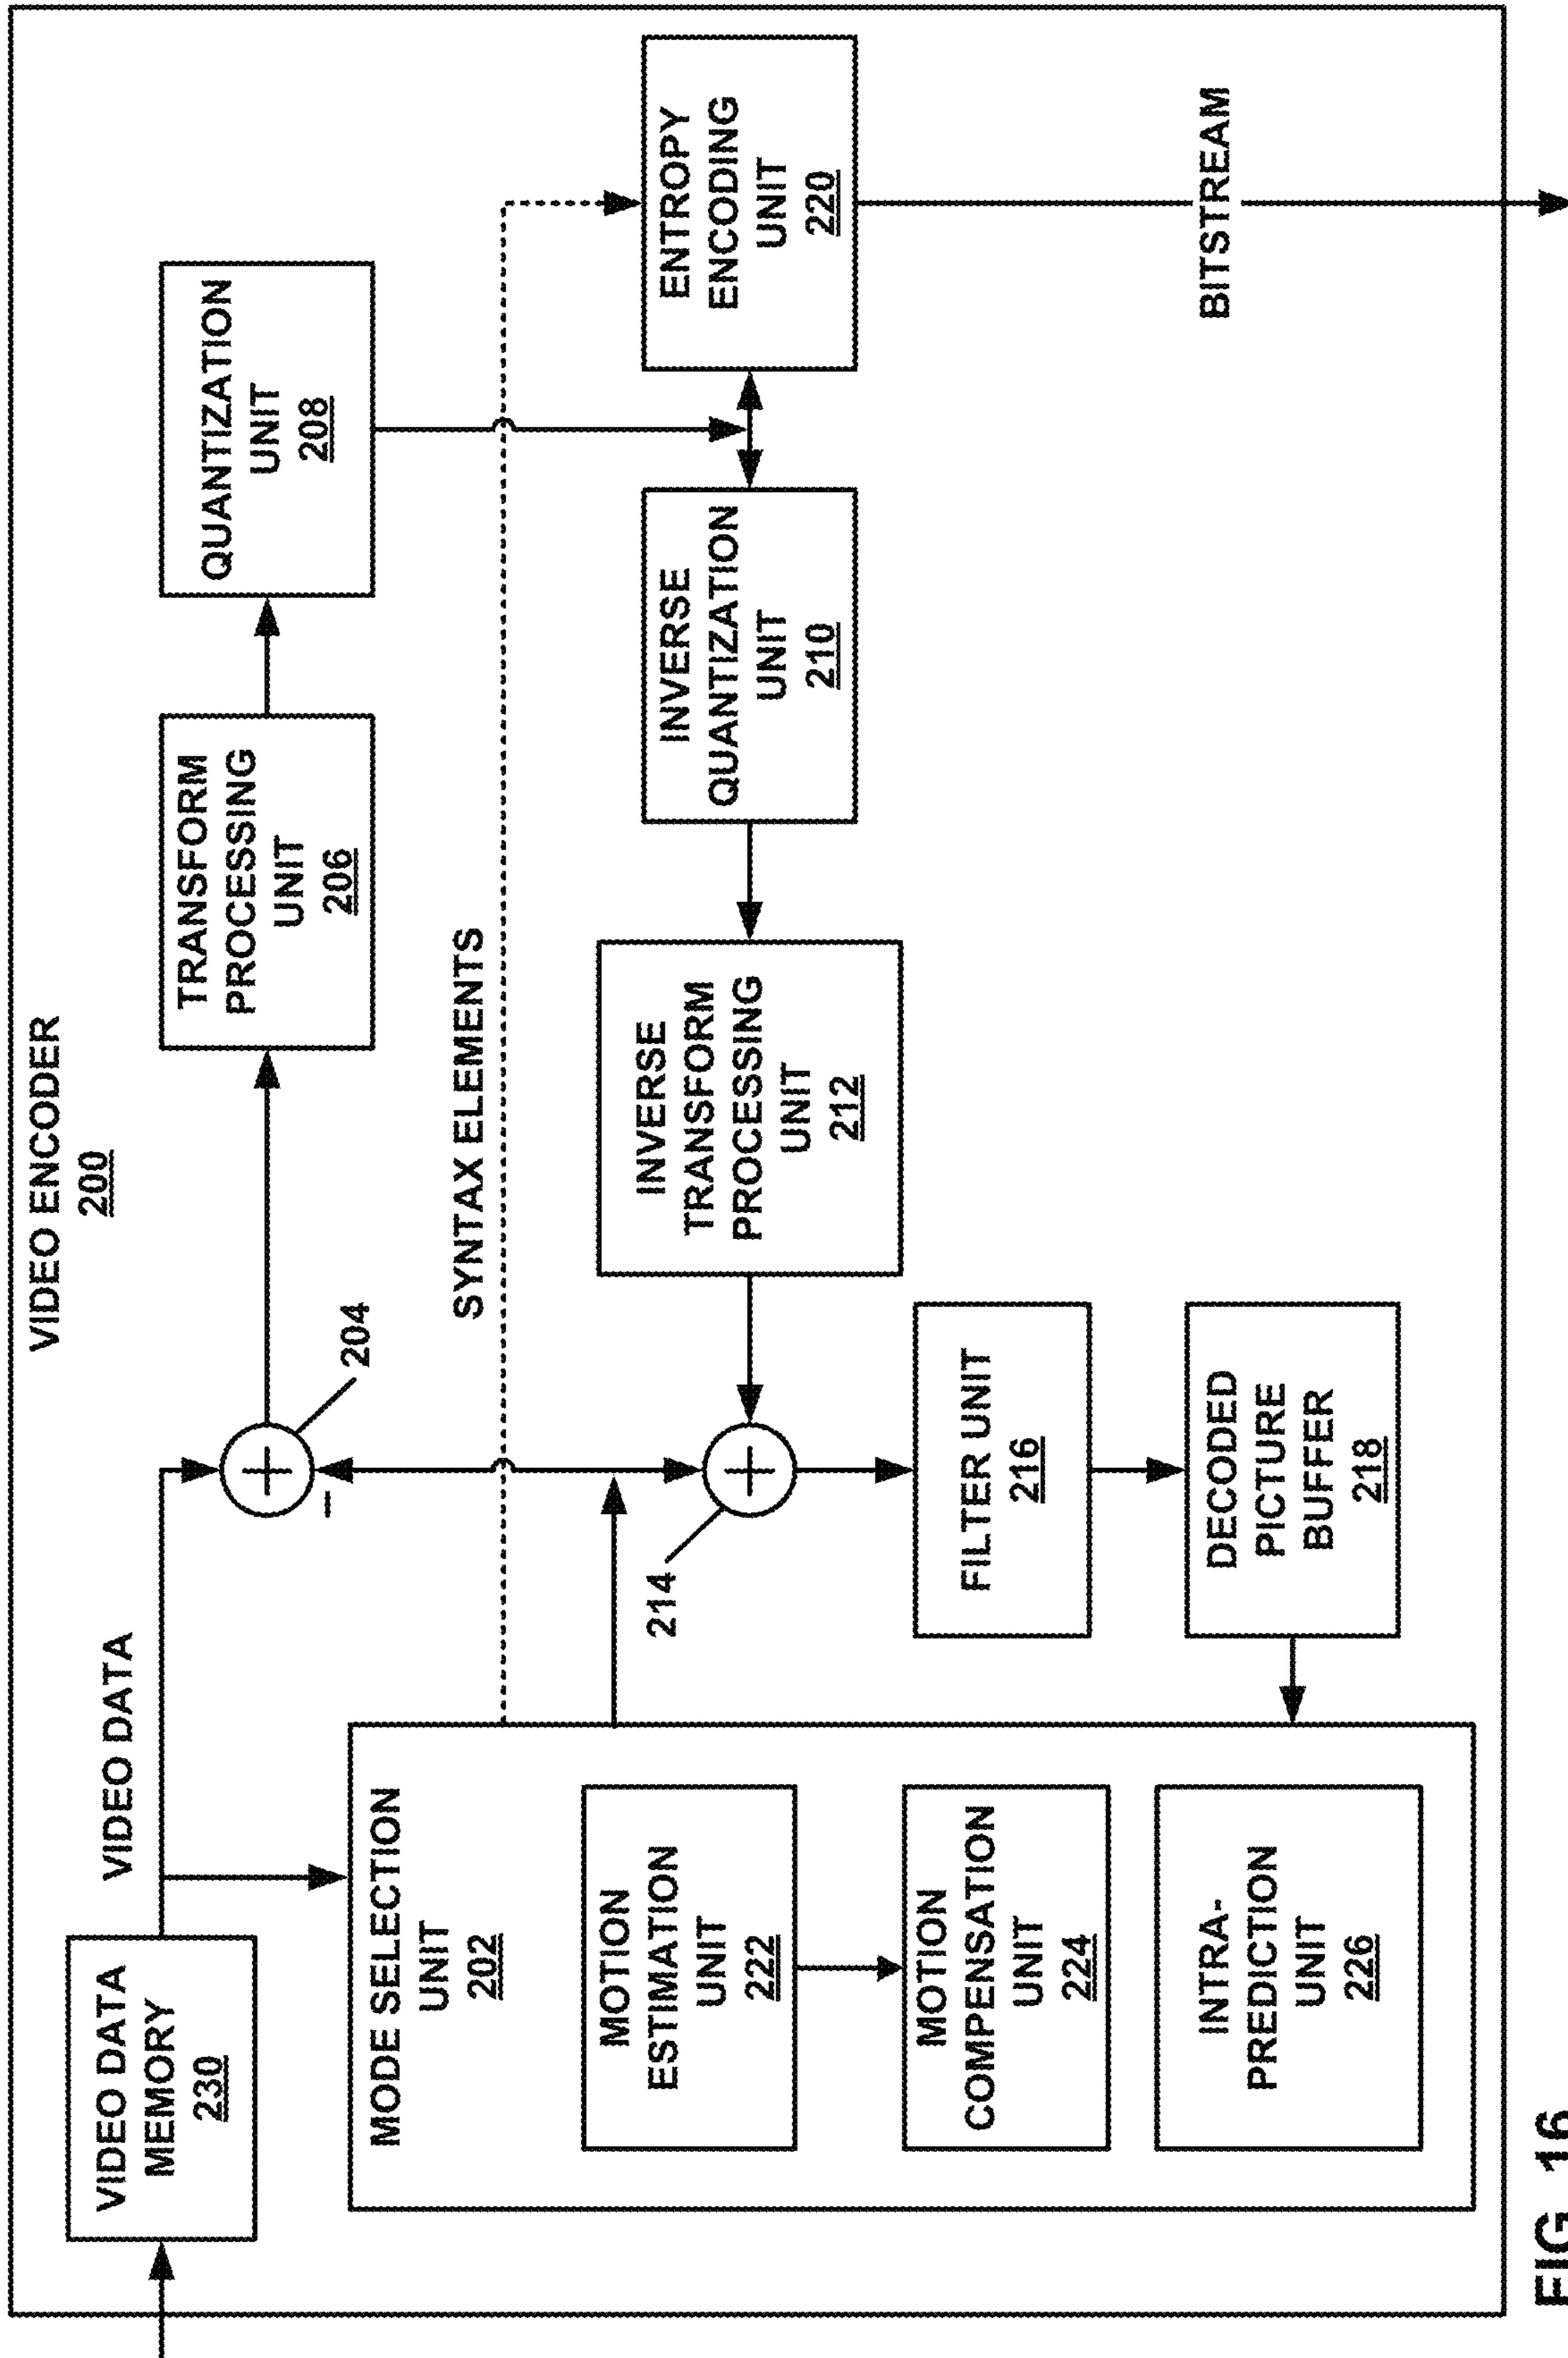 VIDEO ENCODER
200
VIDEO DATA
MEMORY
230
VIDEO DATA
204
TRANSFORM
PROCESSING
UNIT
206
QUANTIZATION
UNIT
208
MODE SELECTION
UNIT
202
SYNTAX ELEMENTS
–
MOTION
ESTIMATION
UNIT
222
214
INVERSE
TRANSFORM
PROCESSING
UNIT
212
INVERSE
QUANTIZATION
UNIT
210
ENTROPY
ENCODING
UNIT
220
MOTION
COMPENSATION
UNIT
224
FILTER UNIT
216
INTRA-
PREDICTION
UNIT
226
DECODED
PICTURE
BUFFER
218
BITSTREAM
FIG. 16